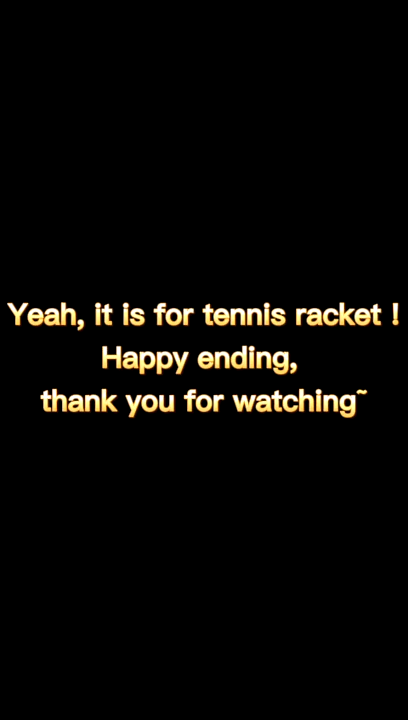 Yeah, it is for tennis racket !
Happy ending,
thank you for watching~